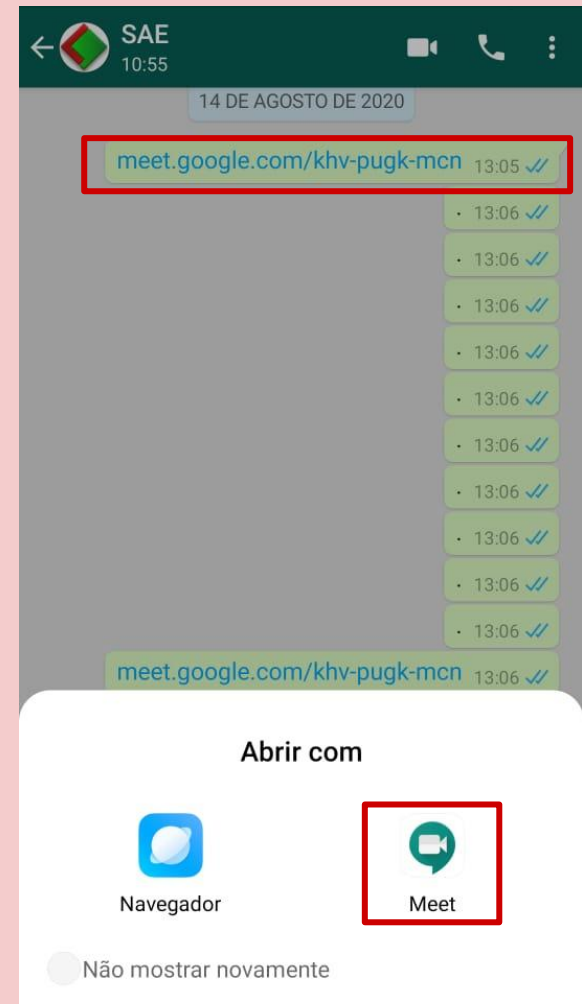 SAE
10:55
14 DE AGOSTO DE 2020
meet.google.com/khv-pugk-mcn 13:05
. 13:06
. 13:06
. 13:06
. 13:06
. 13:06
. 13:06
. 13:06
. 13:06
. 13:06
. 13:06
meet.google.com/khv-pugk-mcn 13:06
Abrir com
Navegador Meet
Não mostrar novamente